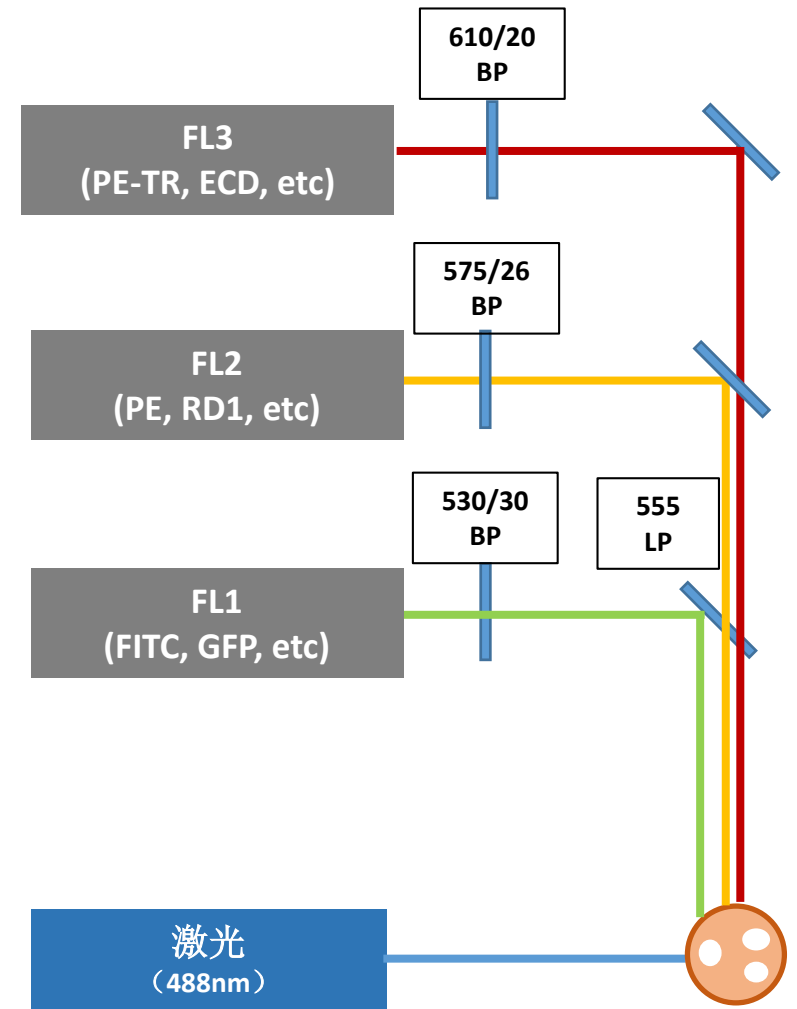 610/20
BP
FL3
(PE-TR, ECD, etc)
575/26
BP
FL2
(PE, RD1, etc)
530/30
BP
555
LP
FL1
(FITC, GFP, etc)
激光
（488nm）